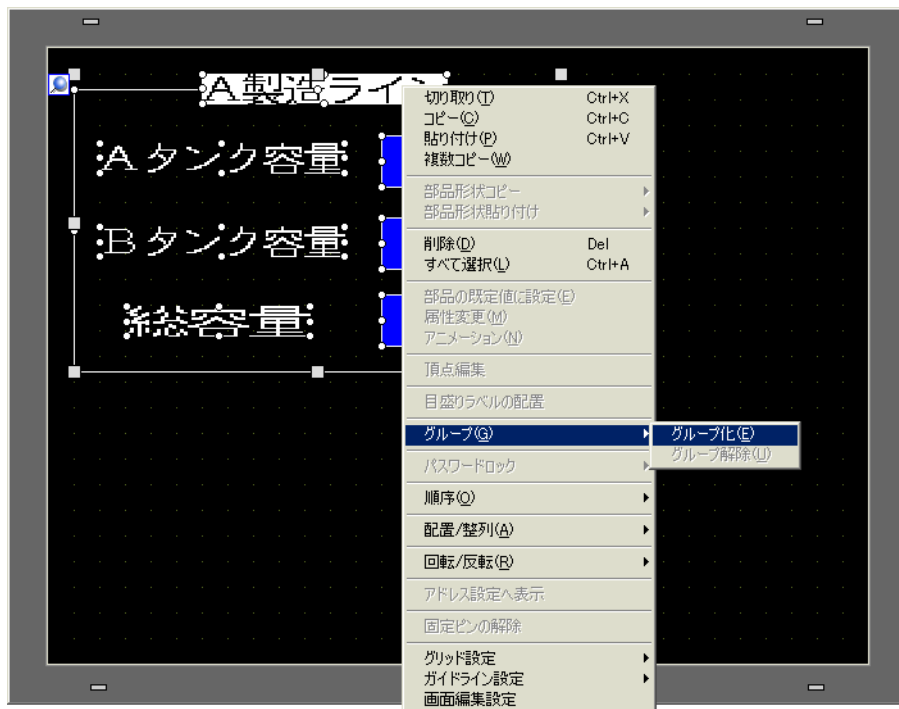 A製造ライン
Aタンク容量
Bタンク容量
総容量
切り取り(T) Ctrl+X
コピー(C) Ctrl+C
貼り付け(P) Ctrl+V
複数コピー(W)
部品形状コピー
部品形状貼り付け
削除(D) Del
すべて選択(L) Ctrl+A
部品の既定値に設定(E)
属性変更(M)
アニメーション(N)
頂点編集
目盛りラベルの配置
グループ(G)
グループ化(E)
グループ解除(U)
パスワードロック
順序(O)
配置/整列(A)
回転/反転(R)
アドレス設定へ表示
固定ピンの解除
グリッド設定
ガイドライン設定
画面編集設定